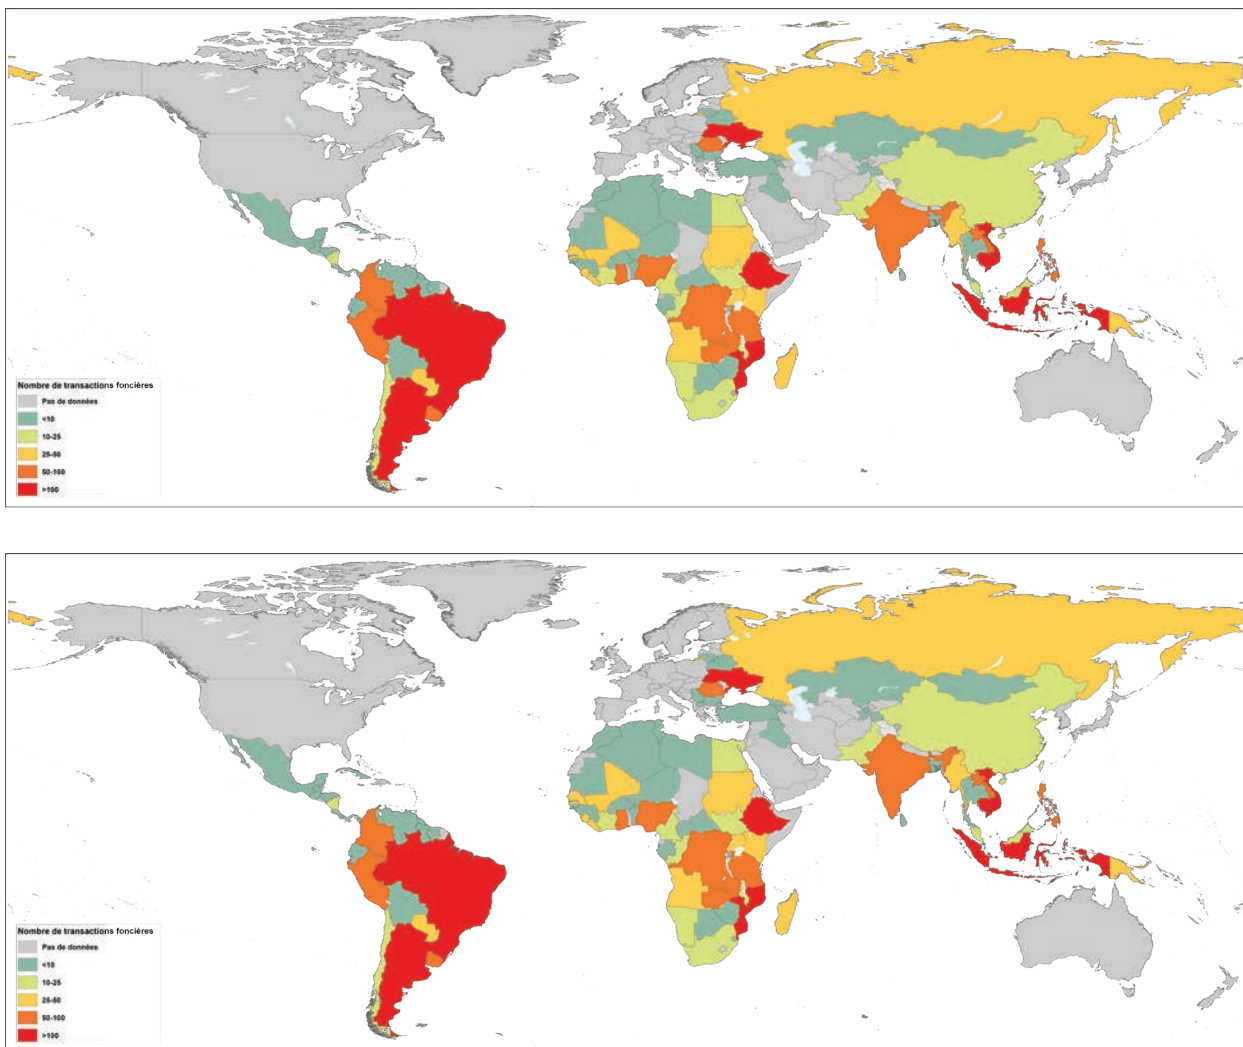 Nombre de transactions foncières
Pas de données
<10
10-25
25-50
50-100
>100
Nombre de transactions foncières
Pas de données
<10
10-25
25-50
50-100
>100